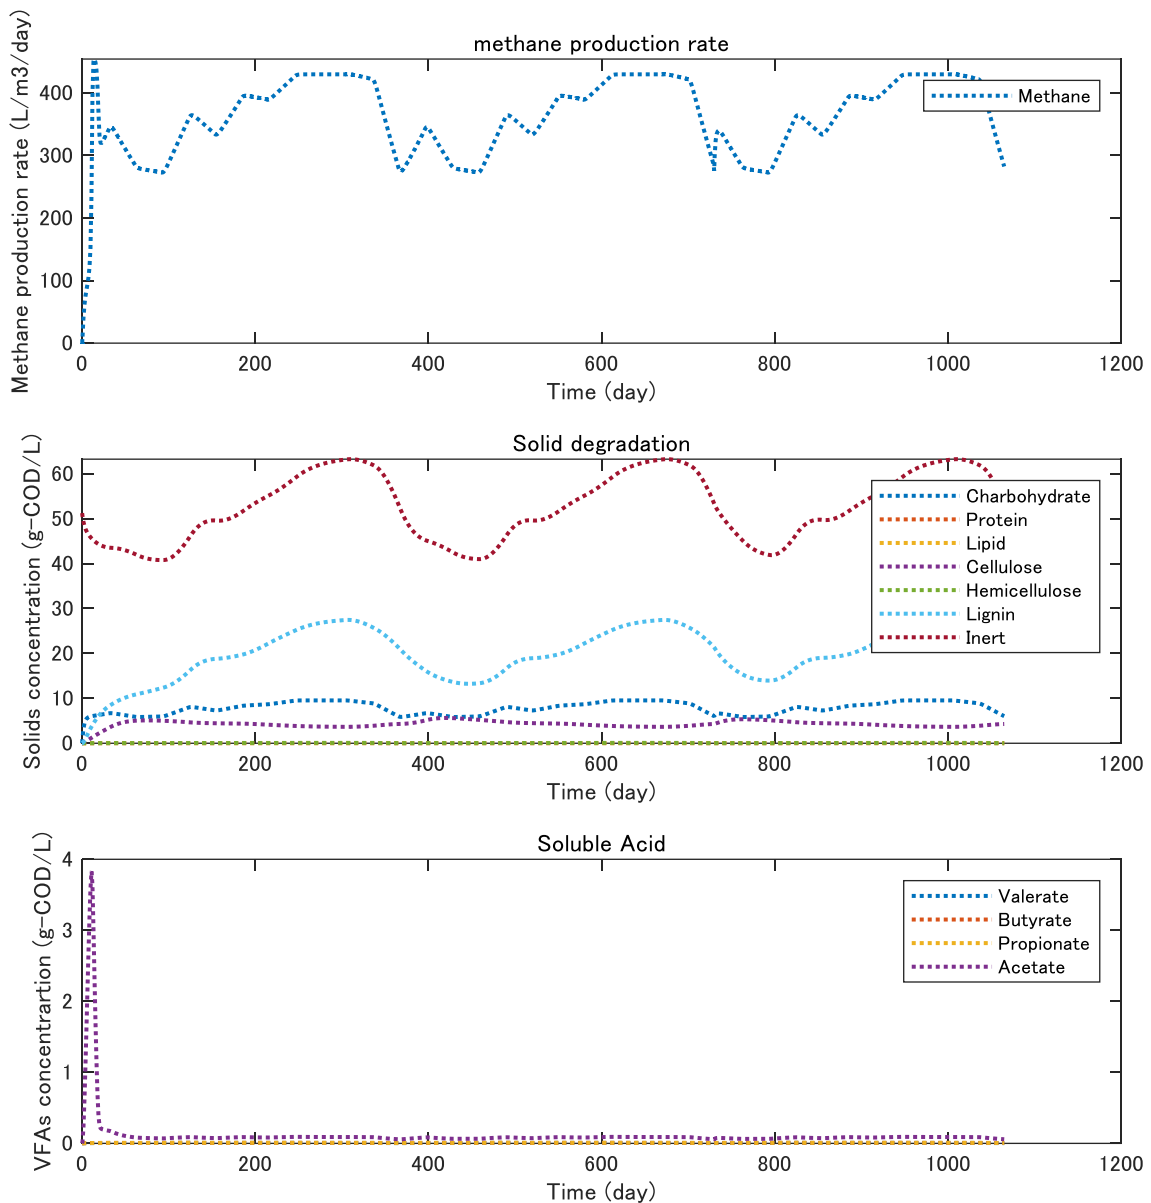 methane production rate
Methane production rate (L/m3/day)
400
300
200
100
0
Methane
0 200 400 600 800 1000 1200
Time (day)
Solid degradation
Solids concentration (g-COD/L)
60
50
40
30
20
10
0
Charbohydrate
Protein
Lipid
Cellulose
Hemicellulose
Lignin
Inert
0 200 400 600 800 1000 1200
Time (day)
Soluble Acid
VFAs concentrartion (g-COD/L)
4
3
2
1
0
Valerate
Butyrate
Propionate
Acetate
0 200 400 600 800 1000 1200
Time (day)